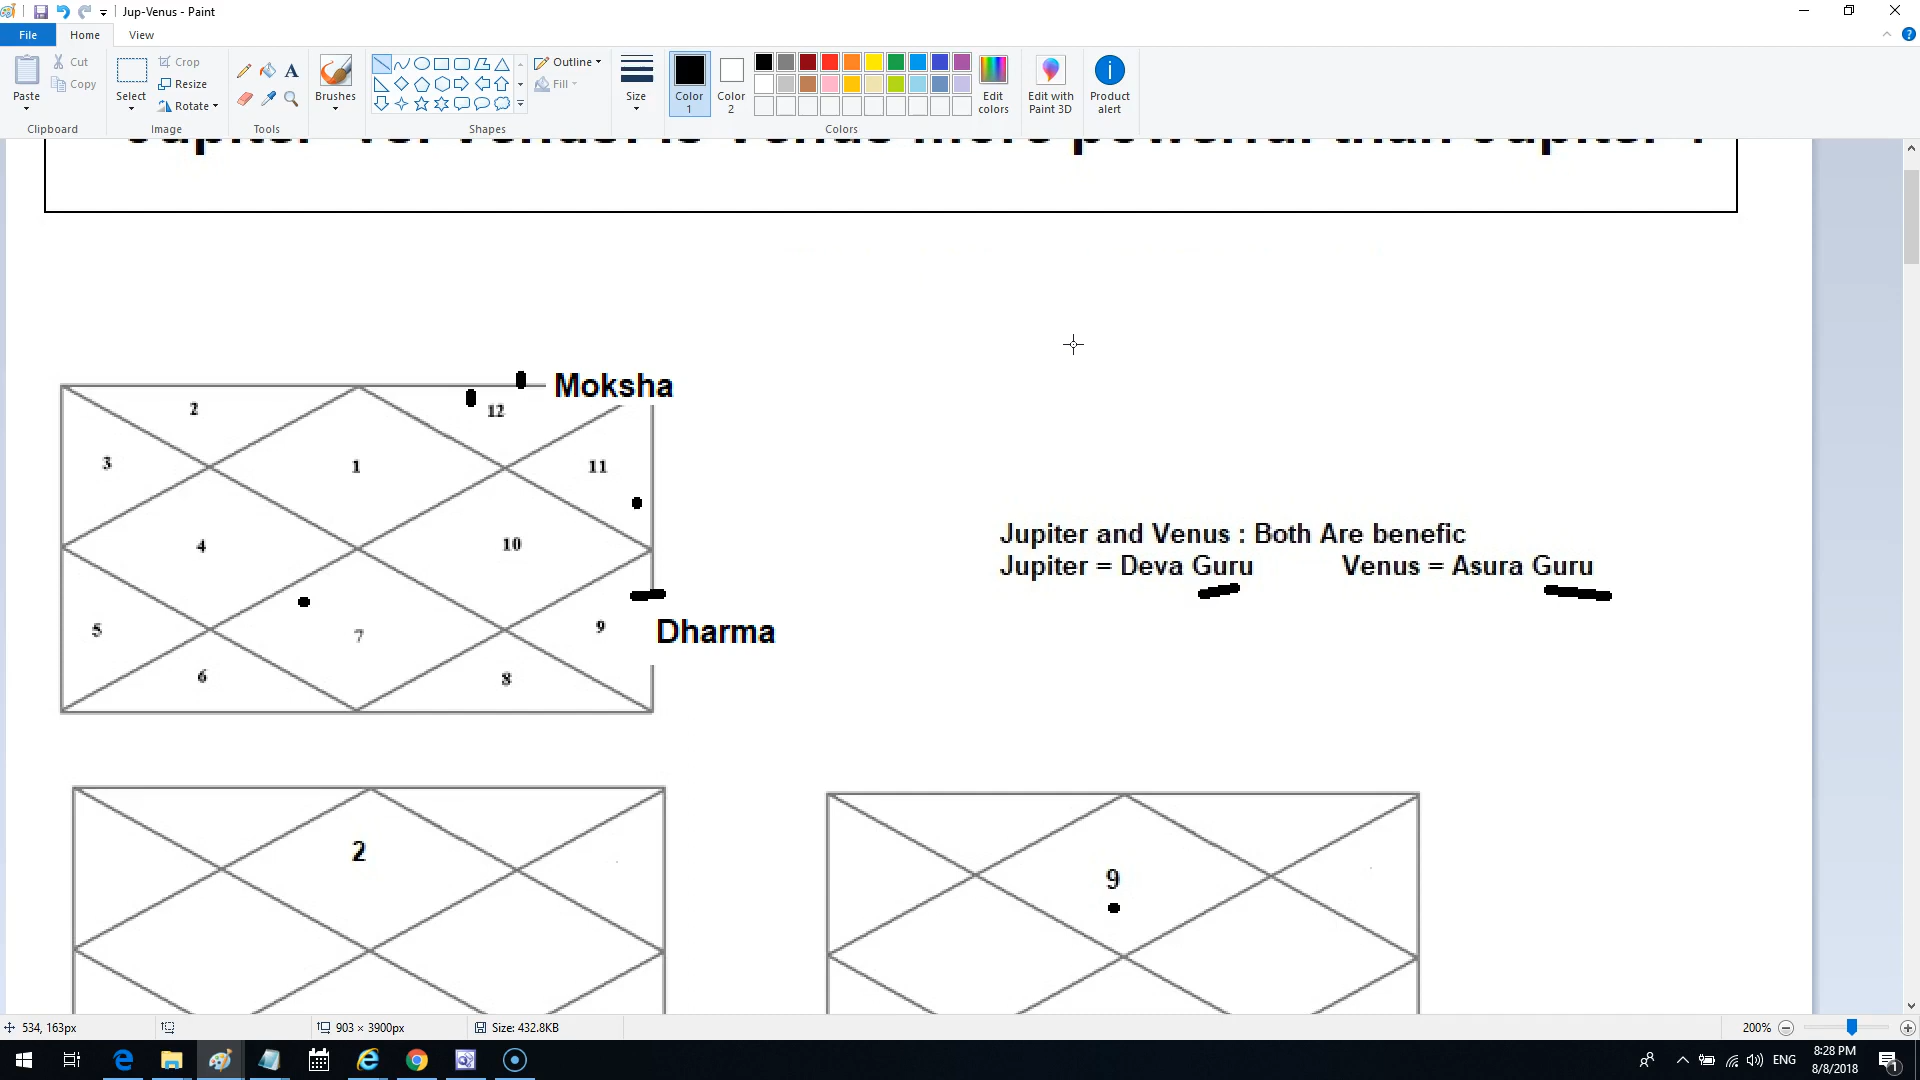 Jup-Venus - Paint
File Home View
Cut
Copy
Paste
Clipboard
Select
Crop
Resize
Rotate
Image
Tools
Brushes
Shapes
Outline
Fill
Size
Color 1
Color 2
Colors
Edit colors
Edit with Paint 3D
Product alert
Moksha
2 12
3 1 11
4 10
5 7 9
6 8
Dharma
Jupiter and Venus : Both Are benefic
Jupiter = Deva Guru Venus = Asura Guru
2
9
534, 163px
903 × 3900px
Size: 432.8KB
200%
ENG
8:28 PM
8/8/2018
1